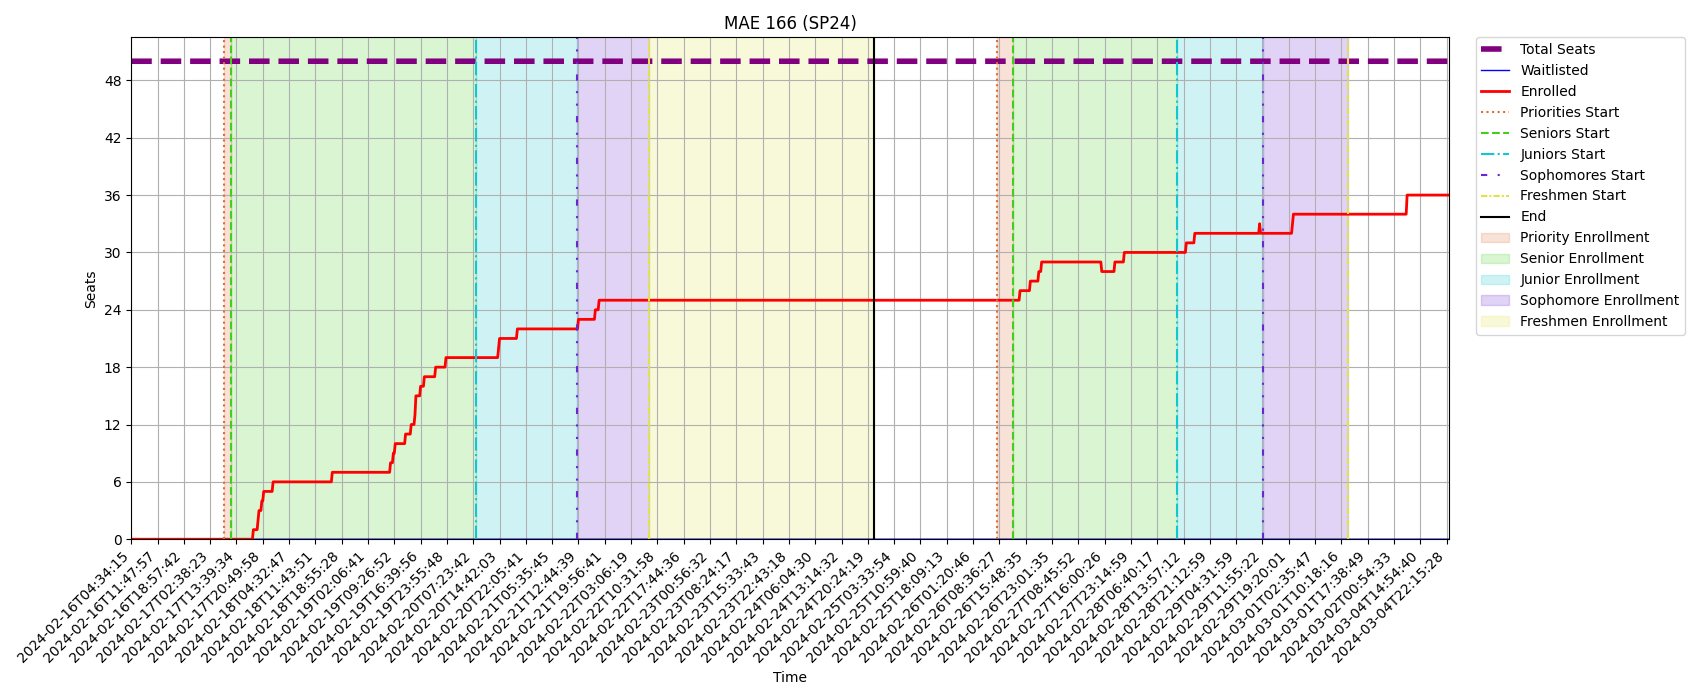 MAE 166 (SP24)
Total Seats
Waitlisted
Enrolled
Priorities Start
Seniors Start
Juniors Start
Sophomores Start
Freshmen Start
End
Priority Enrollment
Senior Enrollment
Junior Enrollment
Sophomore Enrollment
Freshmen Enrollment
Seats
48
42
36
30
24
18
12
6
0
2024-02-16T04:34:15
2024-02-16T11:47:57
2024-02-16T18:57:42
2024-02-17T02:38:23
2024-02-17T13:39:34
2024-02-17T20:49:58
2024-02-18T04:32:47
2024-02-18T11:43:51
2024-02-18T18:55:28
2024-02-19T02:06:41
2024-02-19T09:26:52
2024-02-19T16:39:56
2024-02-19T23:55:48
2024-02-20T07:23:42
2024-02-20T14:42:03
2024-02-20T22:05:41
2024-02-21T05:35:45
2024-02-21T12:44:39
2024-02-21T19:56:41
2024-02-22T03:06:19
2024-02-22T10:31:58
2024-02-22T17:44:36
2024-02-23T00:56:32
2024-02-23T08:24:17
2024-02-23T15:33:43
2024-02-23T22:43:18
2024-02-24T06:04:30
2024-02-24T13:14:32
2024-02-24T20:24:19
2024-02-25T03:33:54
2024-02-25T10:59:40
2024-02-25T18:09:13
2024-02-26T01:20:46
2024-02-26T08:36:27
2024-02-26T15:48:35
2024-02-26T23:01:35
2024-02-27T08:45:52
2024-02-27T16:00:26
2024-02-27T23:14:59
2024-02-28T06:40:17
2024-02-28T13:57:12
2024-02-28T21:12:59
2024-02-29T04:31:59
2024-02-29T11:55:22
2024-02-29T19:20:01
2024-03-01T02:35:47
2024-03-01T10:18:16
2024-03-01T17:38:49
2024-03-02T00:54:33
2024-03-04T14:54:40
2024-03-04T22:15:28
Time